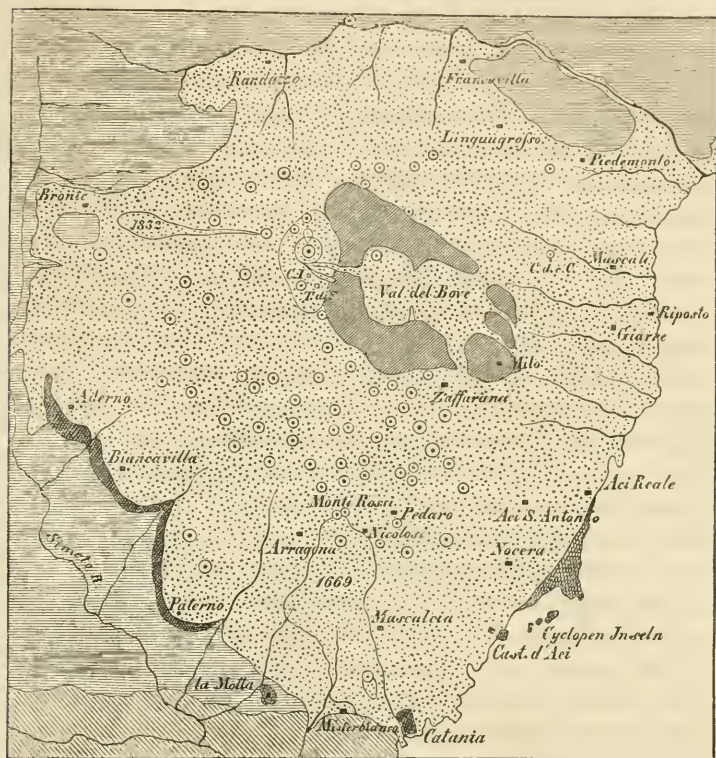 Randazzo
Francavilla
Linguagrosso
Piedemonto
Bronte
1832
Mascali
C.d.c.C.
Val del Bove
Riposto
Giarre
Milo
Zaffarana
Aderno
Biancavilla
Aci Reale
Monti Rossi
Pedaro
Aci S. Antonio
Nicolosi
Arragona
Nocera
Simeto R.
1669
Paterno
Mascalcia
Cyclopen Inseln
Cast. d'Aci
la Motta
Misterbianco
Catania